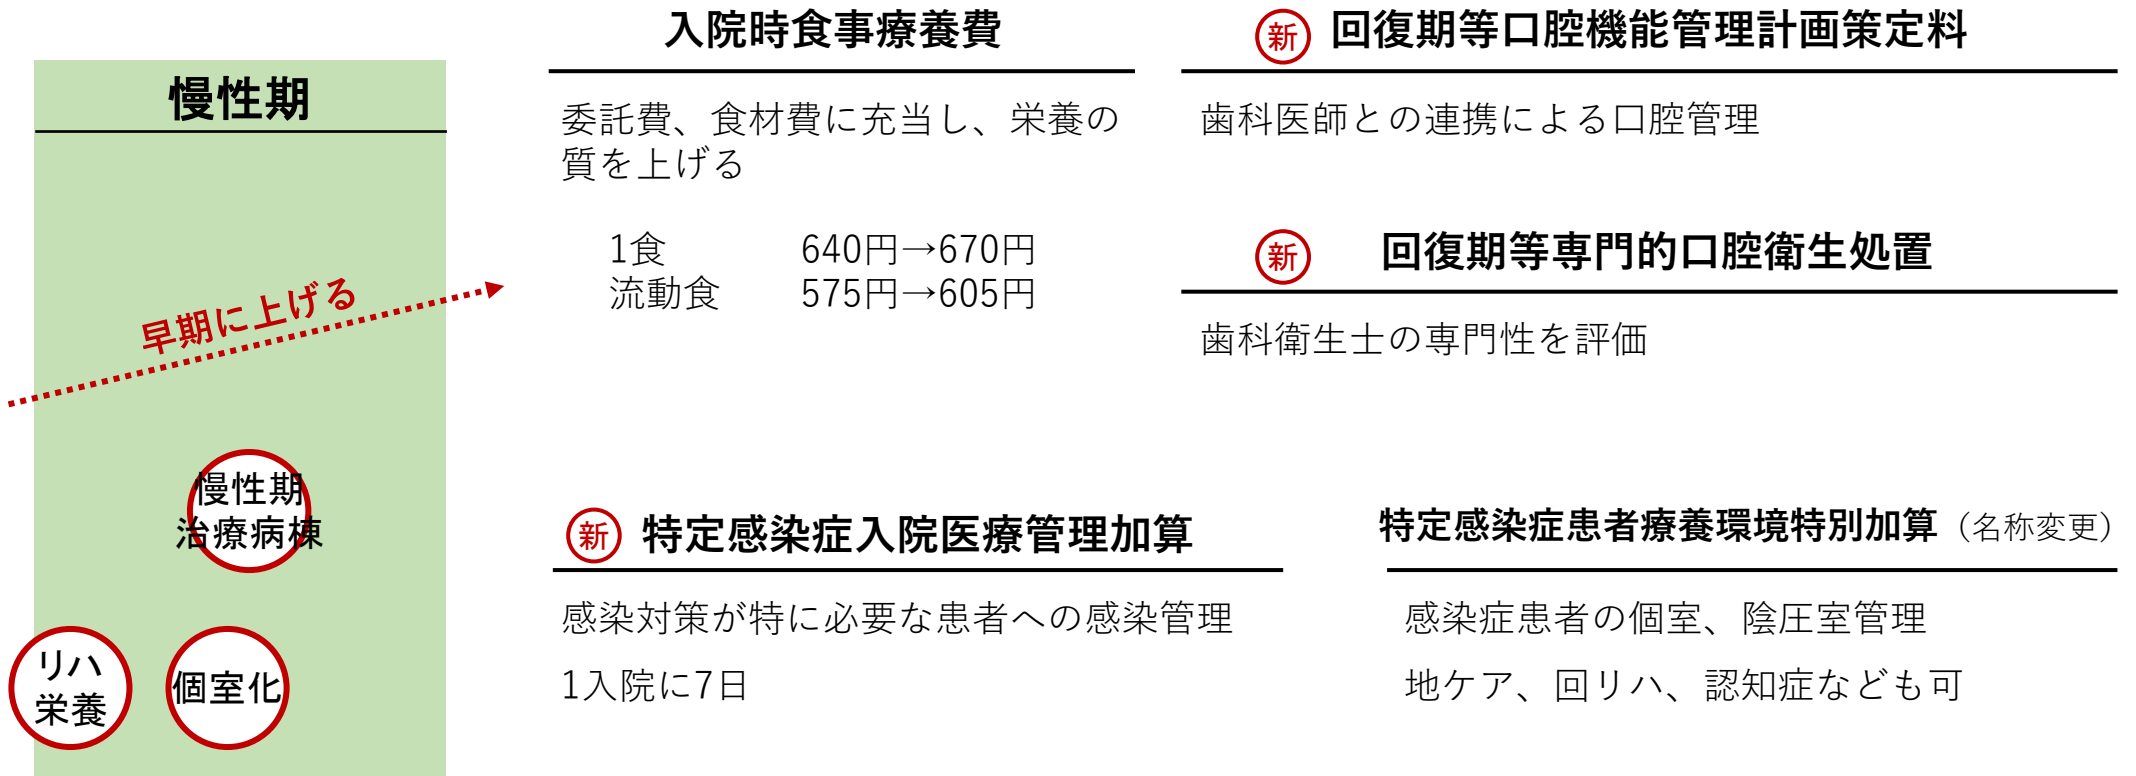 慢性期
早期に上げる
慢性期
治療病棟
リハ
栄養
個室化
入院時食事療養費
委託費、食材費に充当し、栄養の
質を上げる
1食 640円→670円
流動食 575円→605円
新 回復期等口腔機能管理計画策定料
歯科医師との連携による口腔管理
新 回復期等専門的口腔衛生処置
歯科衛生士の専門性を評価
新 特定感染症入院医療管理加算
感染対策が特に必要な患者への感染管理
1入院に7日
特定感染症患者療養環境特別加算（名称変更）
感染症患者の個室、陰圧室管理
地ケア、回リハ、認知症なども可